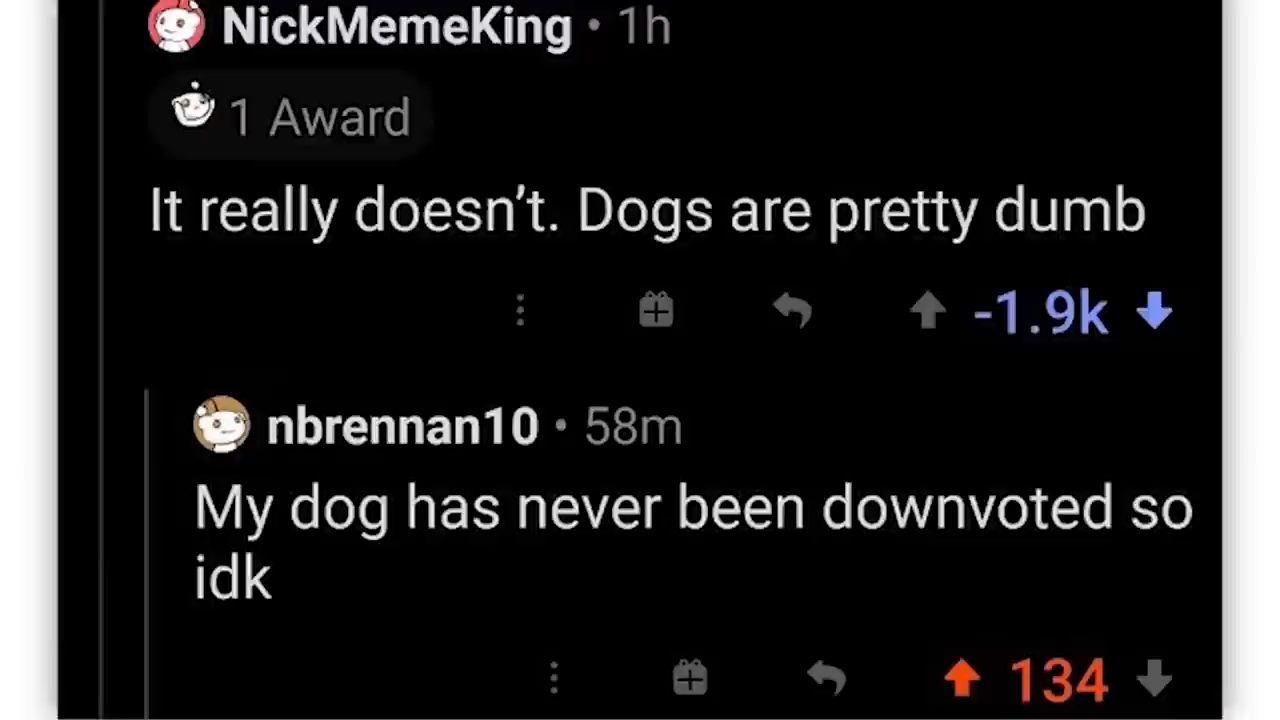 NickMemeKing • 1h
1 Award
It really doesn’t. Dogs are pretty dumb
-1.9k
nbrennan10 • 58m
My dog has never been downvoted so
idk
134